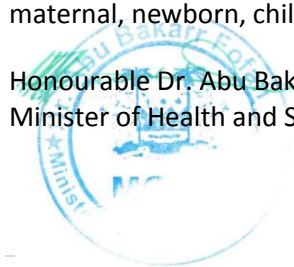 maternal, newborn, chil
Honourable Dr. Abu Bak
Minister of Health and S